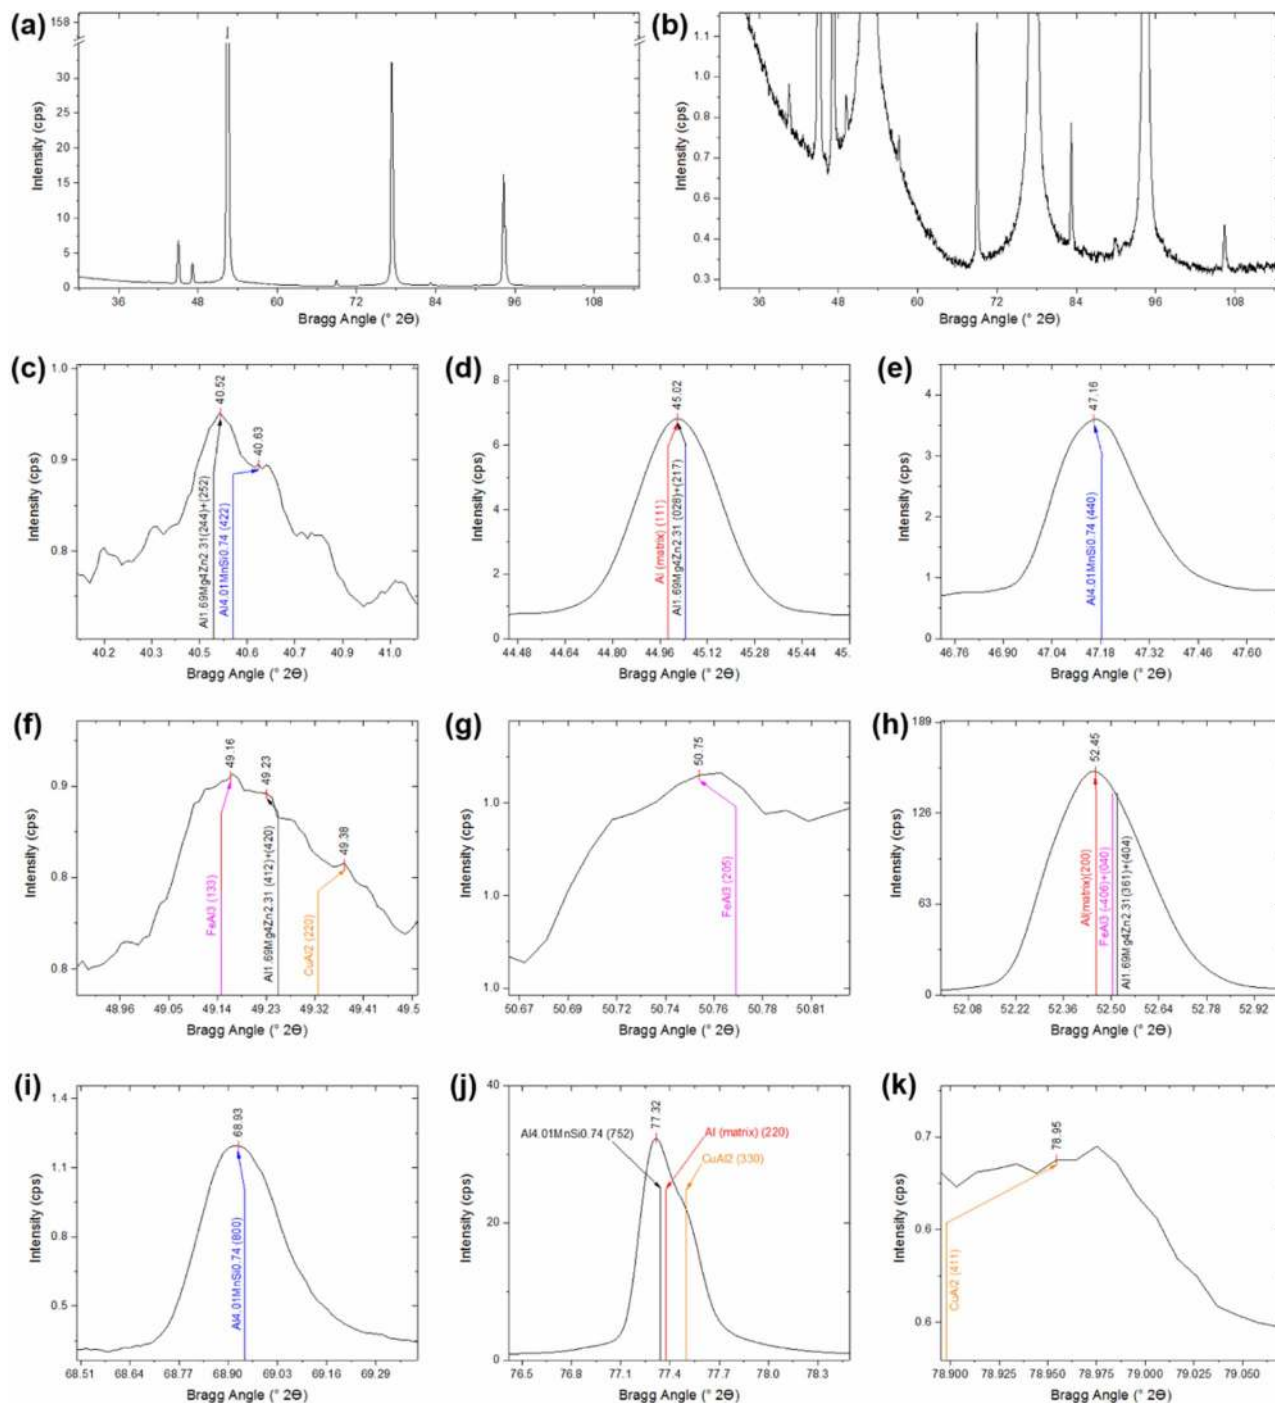 (a)
158
30
25
20
15
10
5
0
Intensity (cps)
36 48 60 72 84 96 108
Bragg Angle (° 2Θ)
(b)
1.1
1.0
0.8
0.7
0.6
0.4
0.3
Intensity (cps)
36 48 60 72 84 96 108
Bragg Angle (° 2Θ)
(c)
1.0
0.9
0.8
Intensity (cps)
40.52
40.63
Al1.69Mg4Zn2.31(244)+(252)
Al4.01MnSi0.74 (422)
40.2 40.3 40.5 40.6 40.7 40.9 41.0
Bragg Angle (° 2Θ)
(d)
8
6
4
2
0
Intensity (cps)
45.02
Al (matrix) (111)
Al1.69Mg4Zn2.31 (028)+(217)
44.48 44.64 44.80 44.96 45.12 45.28 45.44 45.
Bragg Angle (° 2Θ)
(e)
4
3
2
1
0
Intensity (cps)
47.16
Al4.01MnSi0.74 (440)
46.76 46.90 47.04 47.18 47.32 47.46 47.60
Bragg Angle (° 2Θ)
(f)
0.9
0.8
0.8
Intensity (cps)
49.16
49.23
49.38
FeAl3 (133)
Al1.69Mg4Zn2.31 (412)+(420)
CuAl2 (220)
48.96 49.05 49.14 49.23 49.32 49.41 49.5
Bragg Angle (° 2Θ)
(g)
1.0
1.0
1.0
Intensity (cps)
50.75
FeAl3 (205)
50.67 50.69 50.72 50.74 50.76 50.78 50.81
Bragg Angle (° 2Θ)
(h)
189
126
63
0
Intensity (cps)
52.45
Al(matrix)(200)
FeAl3 (-406)+(040)
Al1.69Mg4Zn2.31(361)+(404)
52.08 52.22 52.36 52.50 52.64 52.78 52.92
Bragg Angle (° 2Θ)
(i)
1.4
1.1
0.8
0.5
Intensity (cps)
68.93
Al4.01MnSi0.74 (800)
68.51 68.64 68.77 68.90 69.03 69.16 69.29
Bragg Angle (° 2Θ)
(j)
40
20
0
Intensity (cps)
77.32
Al4.01MnSi0.74 (752)
Al (matrix) (220)
CuAl2 (330)
76.5 76.8 77.1 77.4 77.7 78.0 78.3
Bragg Angle (° 2Θ)
(k)
0.7
0.6
0.6
Intensity (cps)
78.95
CuAl2 (411)
78.900 78.925 78.950 78.975 79.000 79.025 79.050
Bragg Angle (° 2Θ)